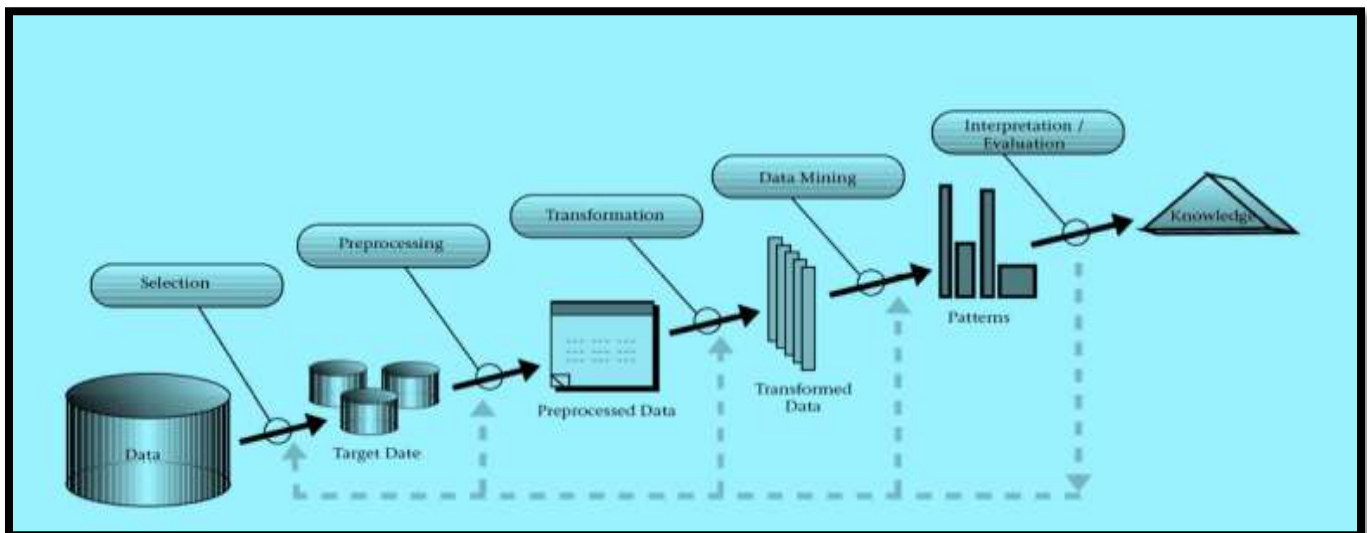 Interpretation /
Evaluation
Data Mining
Knowledge
Transformation
Preprocessing
Selection
Patterns
Transformed
Data
Preprocessed Data
Target Date
Data